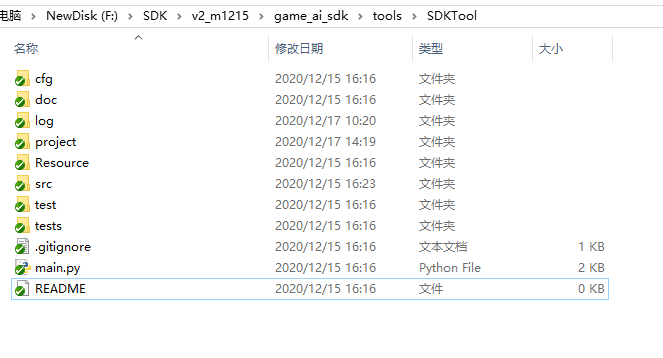 电脑 › NewDisk (F:) › SDK › v2_m1215 › game_ai_sdk › tools › SDKTool
名称 修改日期 类型 大小
cfg 2020/12/15 16:16 文件夹
doc 2020/12/15 16:16 文件夹
log 2020/12/17 10:20 文件夹
project 2020/12/17 14:19 文件夹
Resource 2020/12/15 16:16 文件夹
src 2020/12/15 16:23 文件夹
test 2020/12/15 16:16 文件夹
tests 2020/12/15 16:16 文件夹
.gitignore 2020/12/15 16:16 文本文档 1 KB
main.py 2020/12/15 16:16 Python File 2 KB
README 2020/12/15 16:16 文件 0 KB